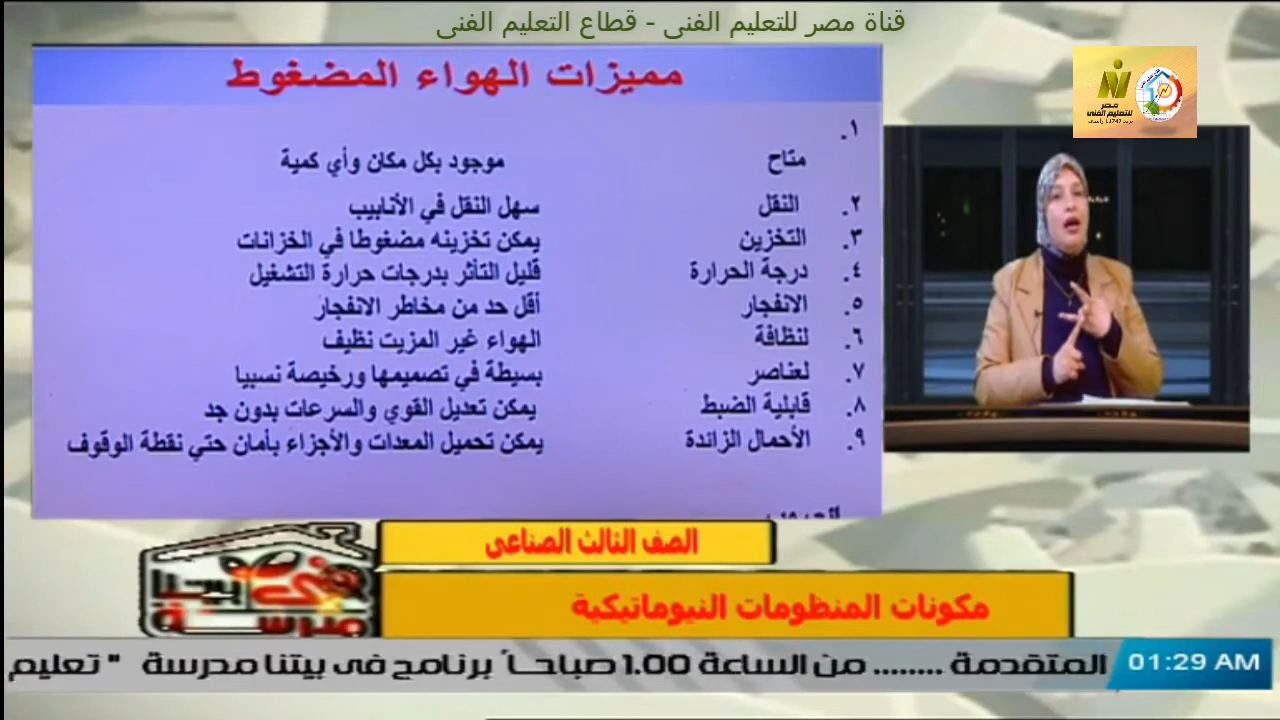 قناة مصر للتعليم الفنى - قطاع التعليم الفنى
مميزات الهواء المضغوط
١.
متاح موجود بكل مكان وأي كمية
٢. النقل سهل النقل في الأنابيب
٣. التخزين يمكن تخزينه مضغوطا في الخزانات
٤. درجة الحرارة قليل التأثر بدرجات حرارة التشغيل
٥. الانفجار أقل حد من مخاطر الانفجار
٦. لنظافة الهواء غير المزيت نظيف
٧. لعناصر بسيطة في تصميمها ورخيصة نسبيا
٨. قابلية الضبط يمكن تعديل القوي والسرعات بدون جد
٩. الأحمال الزائدة يمكن تحميل المعدات والأجزاء بأمان حتي نقطة الوقوف
مصر
للتعليم الفنى
الصف الثالث الصناعى
فى بيتنا
مدرسة
مكونات المنظومات النيوماتيكية
01:29 AM
المتقدمة ........ من الساعة 1.00 صباحاً برنامج فى بيتنا مدرسة " تعليم